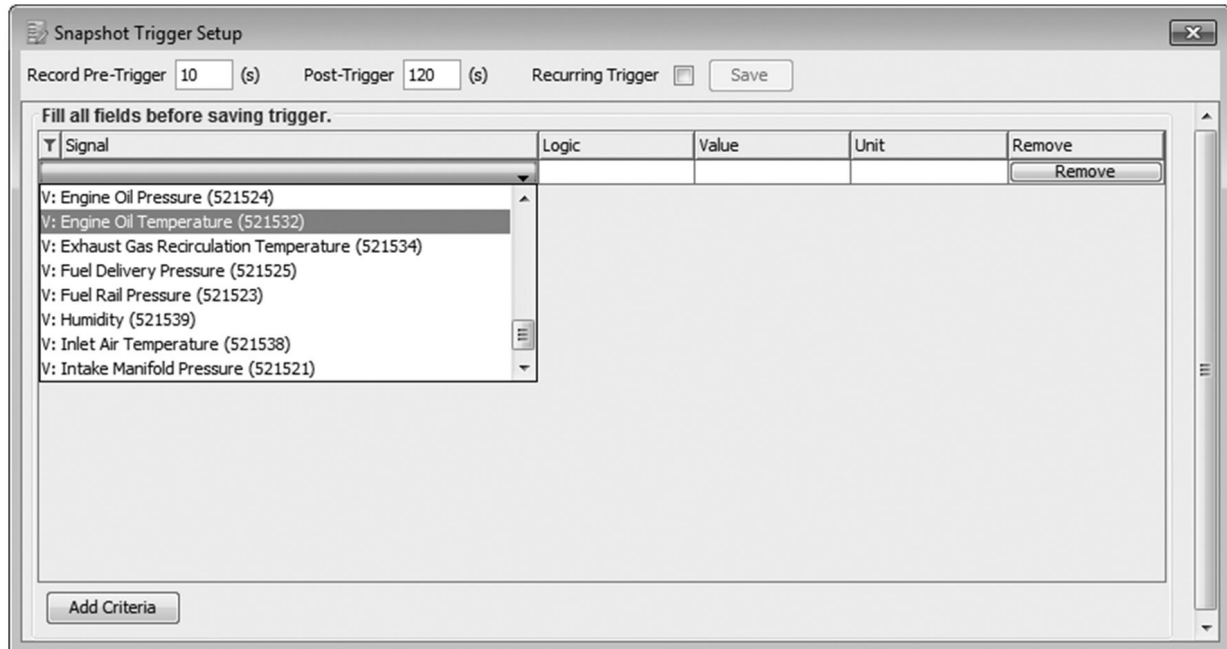 Snapshot Trigger Setup
Record Pre-Trigger 10 (s) Post-Trigger 120 (s) Recurring Trigger Save
Fill all fields before saving trigger.
Signal Logic Value Unit Remove
Remove
V: Engine Oil Pressure (521524)
V: Engine Oil Temperature (521532)
V: Exhaust Gas Recirculation Temperature (521534)
V: Fuel Delivery Pressure (521525)
V: Fuel Rail Pressure (521523)
V: Humidity (521539)
V: Inlet Air Temperature (521538)
V: Intake Manifold Pressure (521521)
Add Criteria